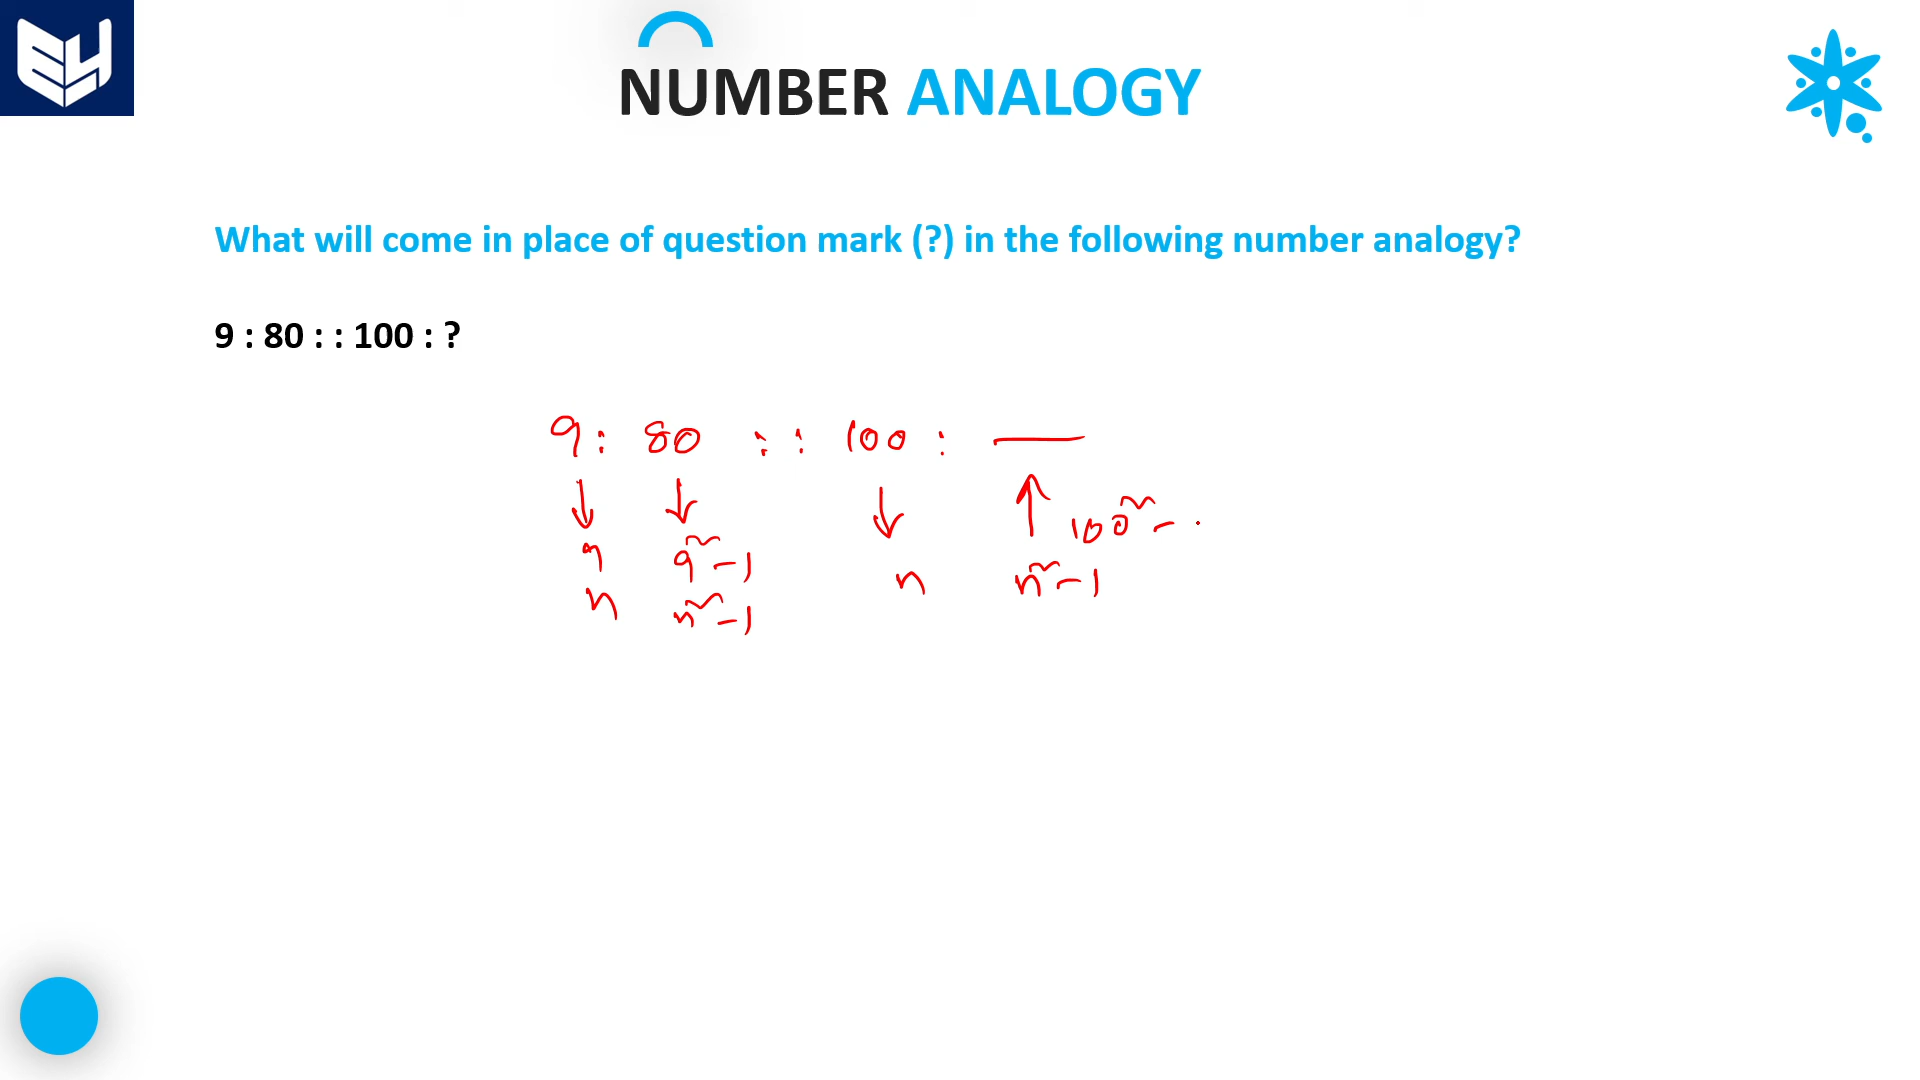 NUMBER ANALOGY
What will come in place of question mark (?) in the following number analogy?
9 : 80 : : 100 : ?
9 : 80 : : 100 : —
100² - .
9 9² - 1
n n² - 1
n n² - 1